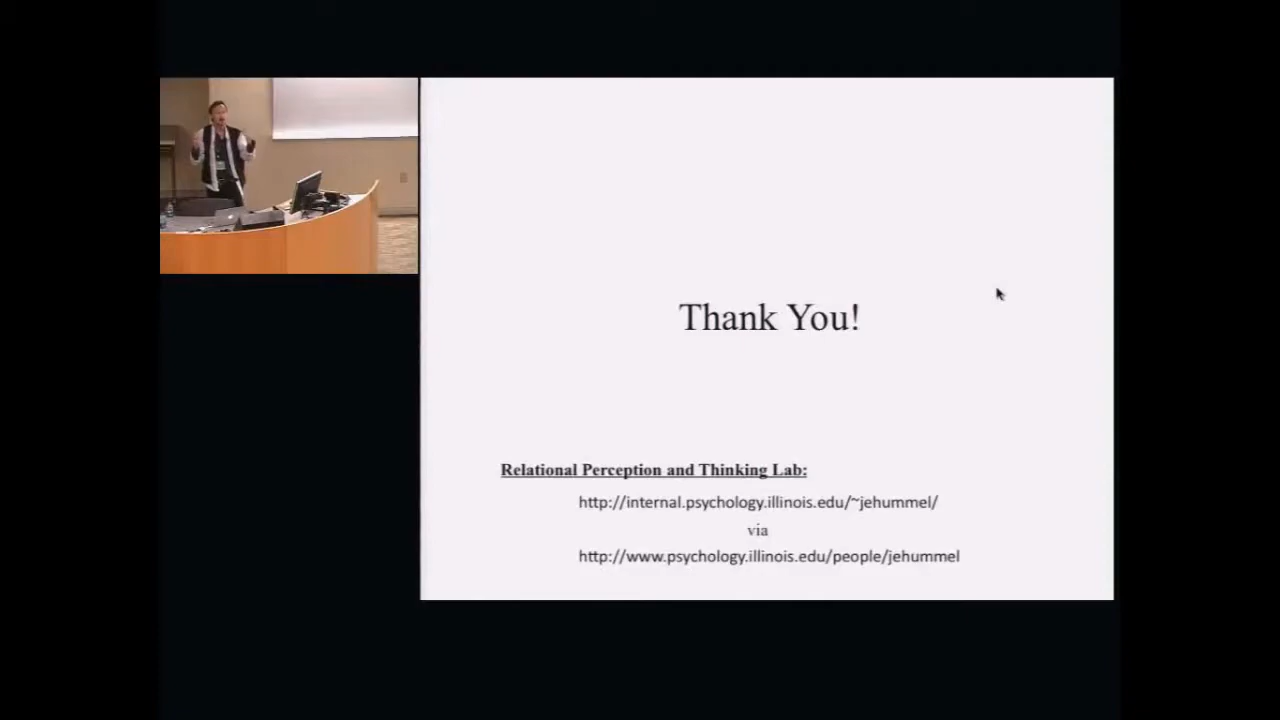 Thank You!
Relational Perception and Thinking Lab:
http://internal.psychology.illinois.edu/~jehummel/
via
http://www.psychology.illinois.edu/people/jehummel